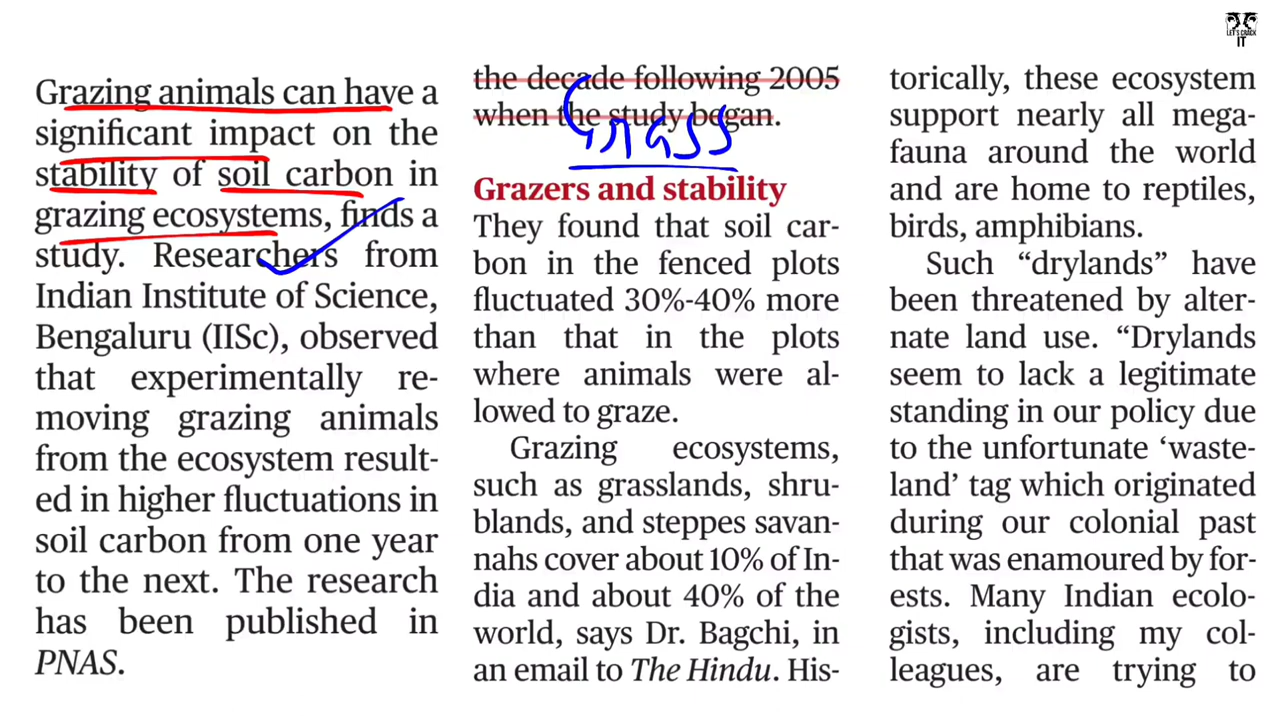 LET'S CRACK
IT
Grazing animals can have a
significant impact on the
stability of soil carbon in
grazing ecosystems, finds a
study. Researchers from
Indian Institute of Science,
Bengaluru (IISc), observed
that experimentally re-
moving grazing animals
from the ecosystem result-
ed in higher fluctuations in
soil carbon from one year
to the next. The research
has been published in
PNAS.
the decade following 2005
when the study began.
Grass
Grazers and stability
They found that soil car-
bon in the fenced plots
fluctuated 30%-40% more
than that in the plots
where animals were al-
lowed to graze.
Grazing ecosystems,
such as grasslands, shru-
blands, and steppes savan-
nahs cover about 10% of In-
dia and about 40% of the
world, says Dr. Bagchi, in
an email to The Hindu. His-
torically, these ecosystem
support nearly all mega-
fauna around the world
and are home to reptiles,
birds, amphibians.
Such “drylands” have
been threatened by alter-
nate land use. “Drylands
seem to lack a legitimate
standing in our policy due
to the unfortunate ‘waste-
land’ tag which originated
during our colonial past
that was enamoured by for-
ests. Many Indian ecolo-
gists, including my col-
leagues, are trying to